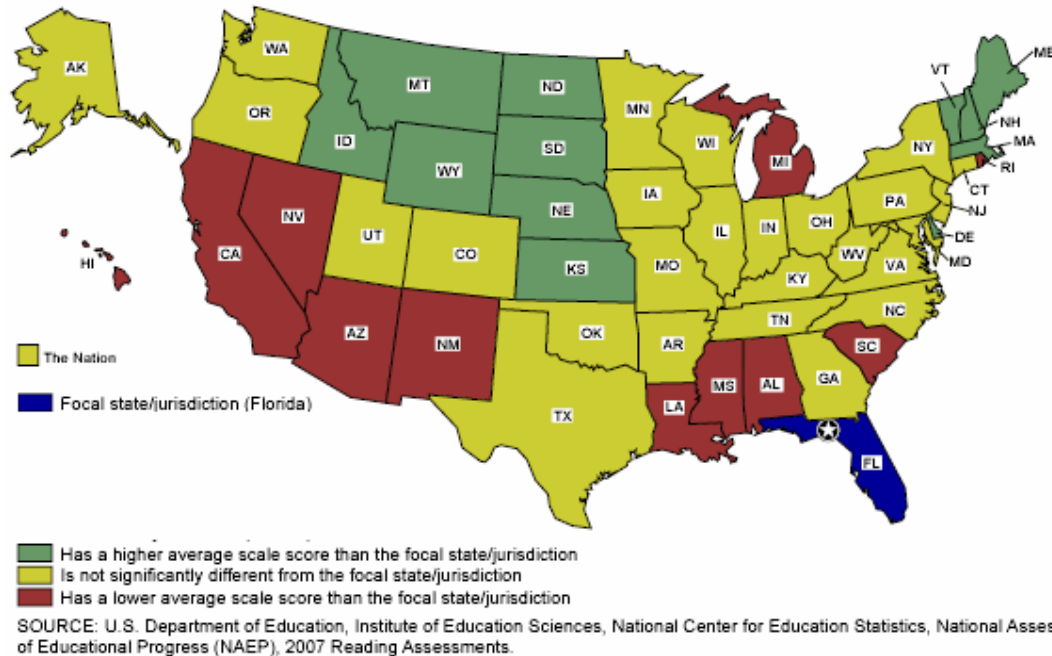 AK
WA
MT
ND
MN
VT
ME
OR
ID
SD
WI
MI
NY
NH
MA
WY
RI
IA
PA
CT
NE
NJ
NV
UT
IL
IN
OH
DE
CA
CO
KS
MO
WV
VA
MD
HI
KY
NC
TN
AZ
NM
OK
AR
SC
The Nation
MS
AL
GA
Focal state/jurisdiction (Florida)
TX
LA
FL
Has a higher average scale score than the focal state/jurisdiction
Is not significantly different from the focal state/jurisdiction
Has a lower average scale score than the focal state/jurisdiction
SOURCE: U.S. Department of Education, Institute of Education Sciences, National Center for Education Statistics, National Asses
of Educational Progress (NAEP), 2007 Reading Assessments.